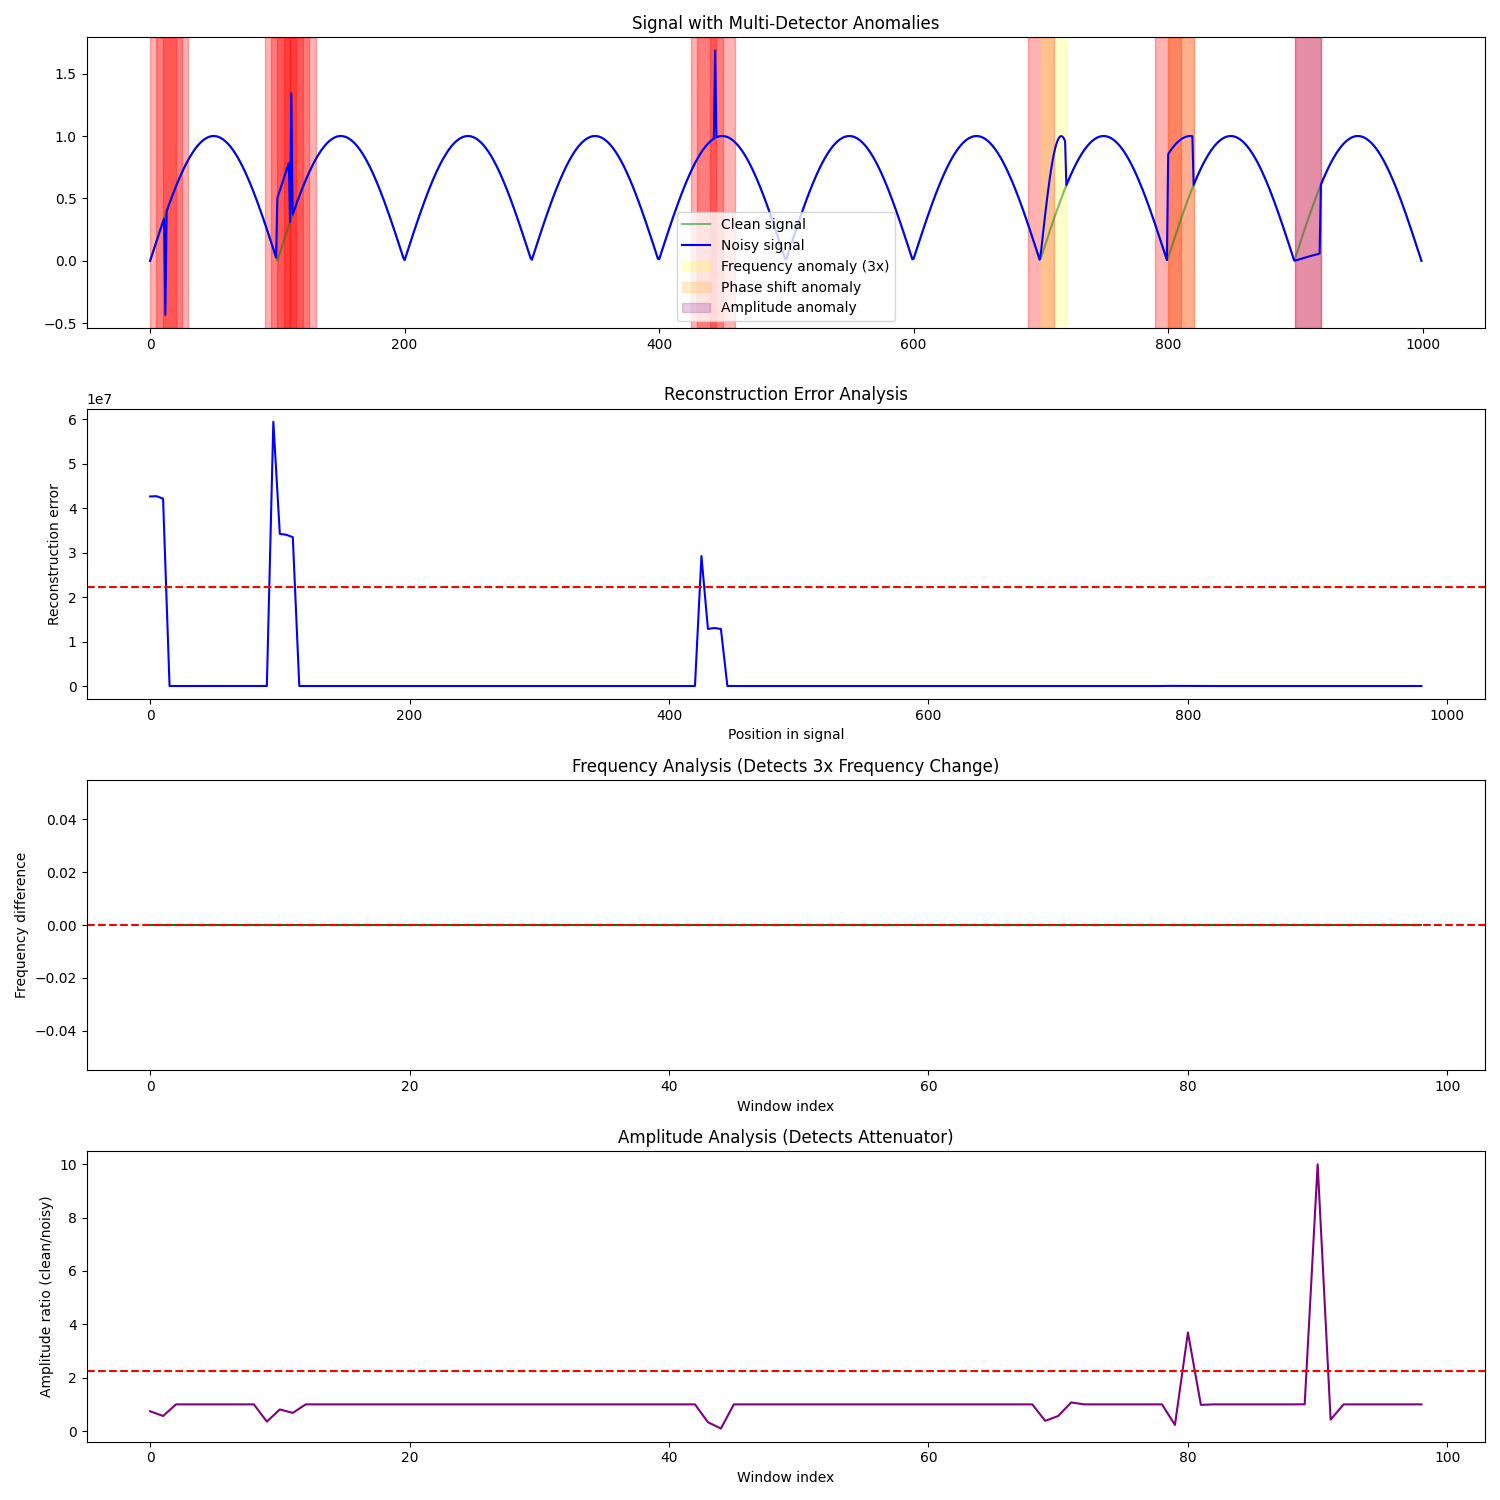 Signal with Multi-Detector Anomalies
1.5
1.0
0.5
0.0
−0.5
Clean signal
Noisy signal
Frequency anomaly (3x)
Phase shift anomaly
Amplitude anomaly
0 200 400 600 800 1000
Reconstruction Error Analysis
1e7
6
5
4
3
2
1
0
Reconstruction error
0 200 400 600 800 1000
Position in signal
Frequency Analysis (Detects 3x Frequency Change)
0.04
0.02
0.00
−0.02
−0.04
Frequency difference
0 20 40 60 80 100
Window index
Amplitude Analysis (Detects Attenuator)
10
8
6
4
2
0
Amplitude ratio (clean/noisy)
0 20 40 60 80 100
Window index